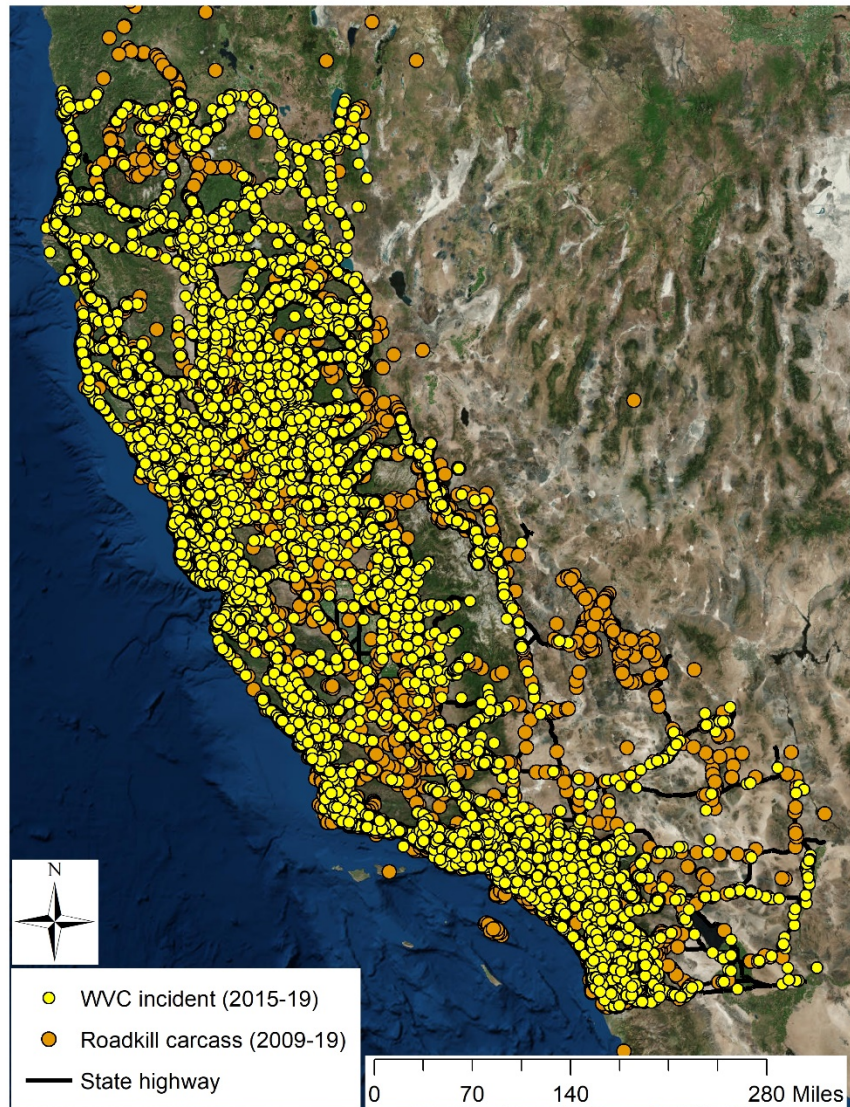 N
WVC incident (2015-19)
Roadkill carcass (2009-19)
State highway
0 70 140 280 Miles